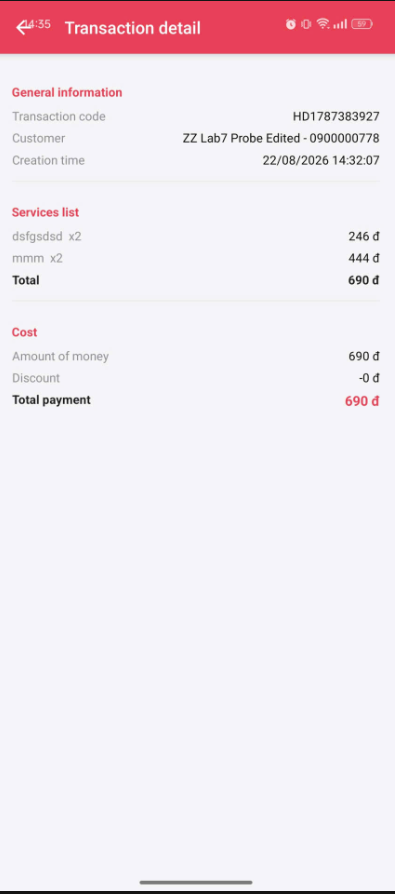 14:35 Transaction detail 59
General information
Transaction code HD1787383927
Customer ZZ Lab7 Probe Edited - 0900000778
Creation time 22/08/2026 14:32:07
Services list
dsfgsdsd x2 246 đ
mmm x2 444 đ
Total 690 đ
Cost
Amount of money 690 đ
Discount -0 đ
Total payment 690 đ